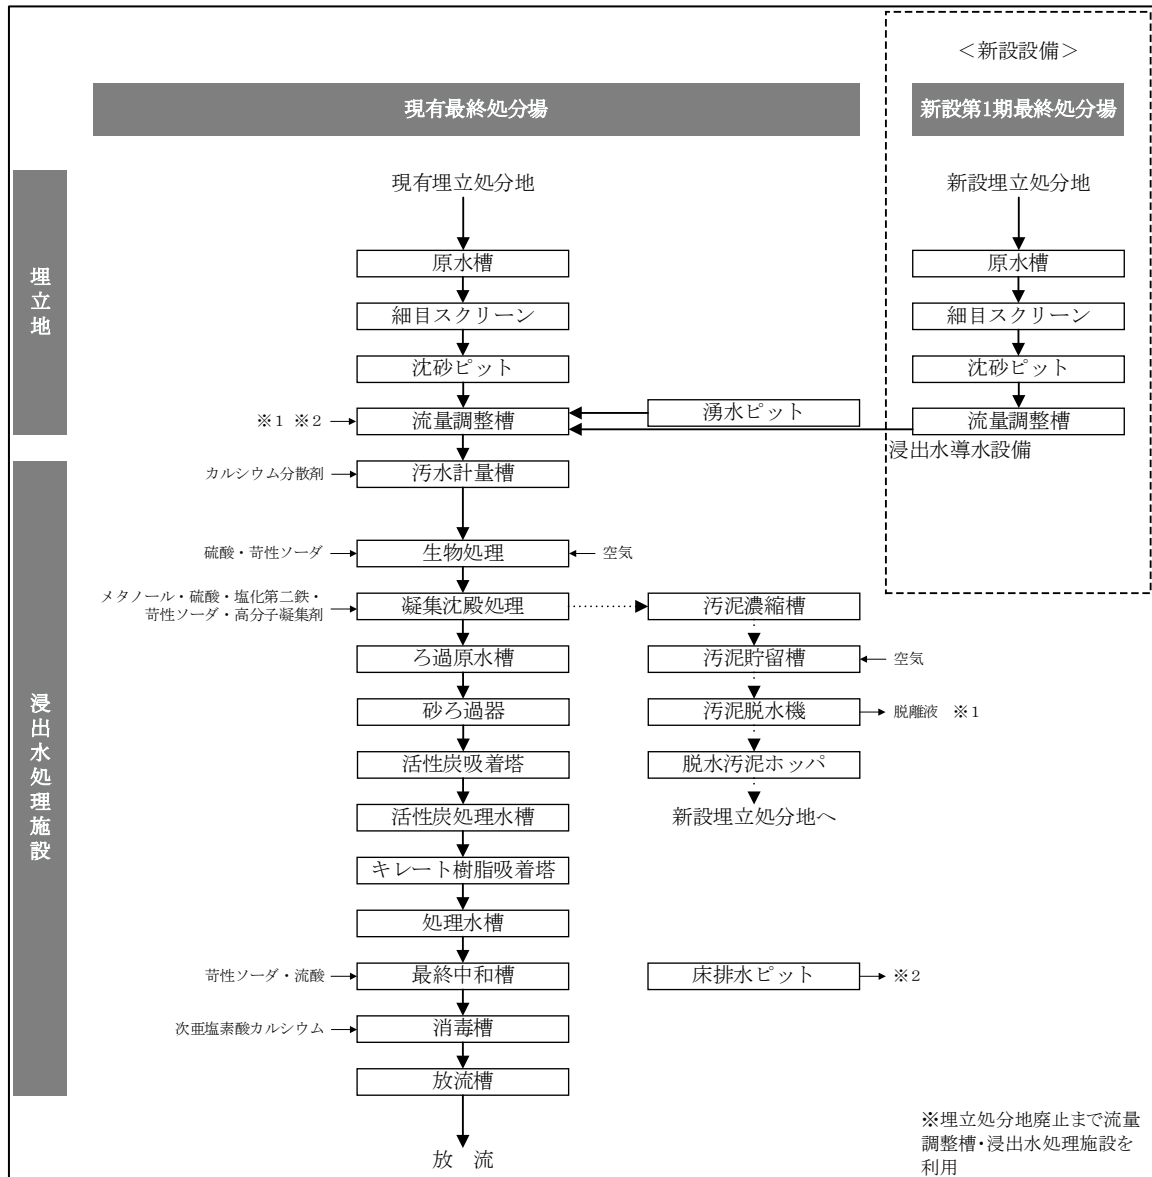 ＜新設設備＞
現有最終処分場
新設第1期最終処分場
現有埋立処分地
新設埋立処分地
埋立地
原水槽
原水槽
細目スクリーン
細目スクリーン
沈砂ピット
沈砂ピット
※1 ※2
流量調整槽
湧水ピット
流量調整槽
浸出水導水設備
カルシウム分散剤
汚水計量槽
浸出水処理施設
硫酸・苛性ソーダ
生物処理
空気
メタノール・硫酸・塩化第二鉄・
苛性ソーダ・高分子凝集剤
凝集沈殿処理
汚泥濃縮槽
ろ過原水槽
汚泥貯留槽
空気
砂ろ過器
汚泥脱水機
脱離液 ※1
活性炭吸着塔
脱水汚泥ホッパ
活性炭処理水槽
新設埋立処分地へ
キレート樹脂吸着塔
処理水槽
苛性ソーダ・流酸
最終中和槽
床排水ピット
※2
次亜塩素酸カルシウム
消毒槽
放流槽
放 流
※埋立処分地廃止まで流量
調整槽・浸出水処理施設を
利用